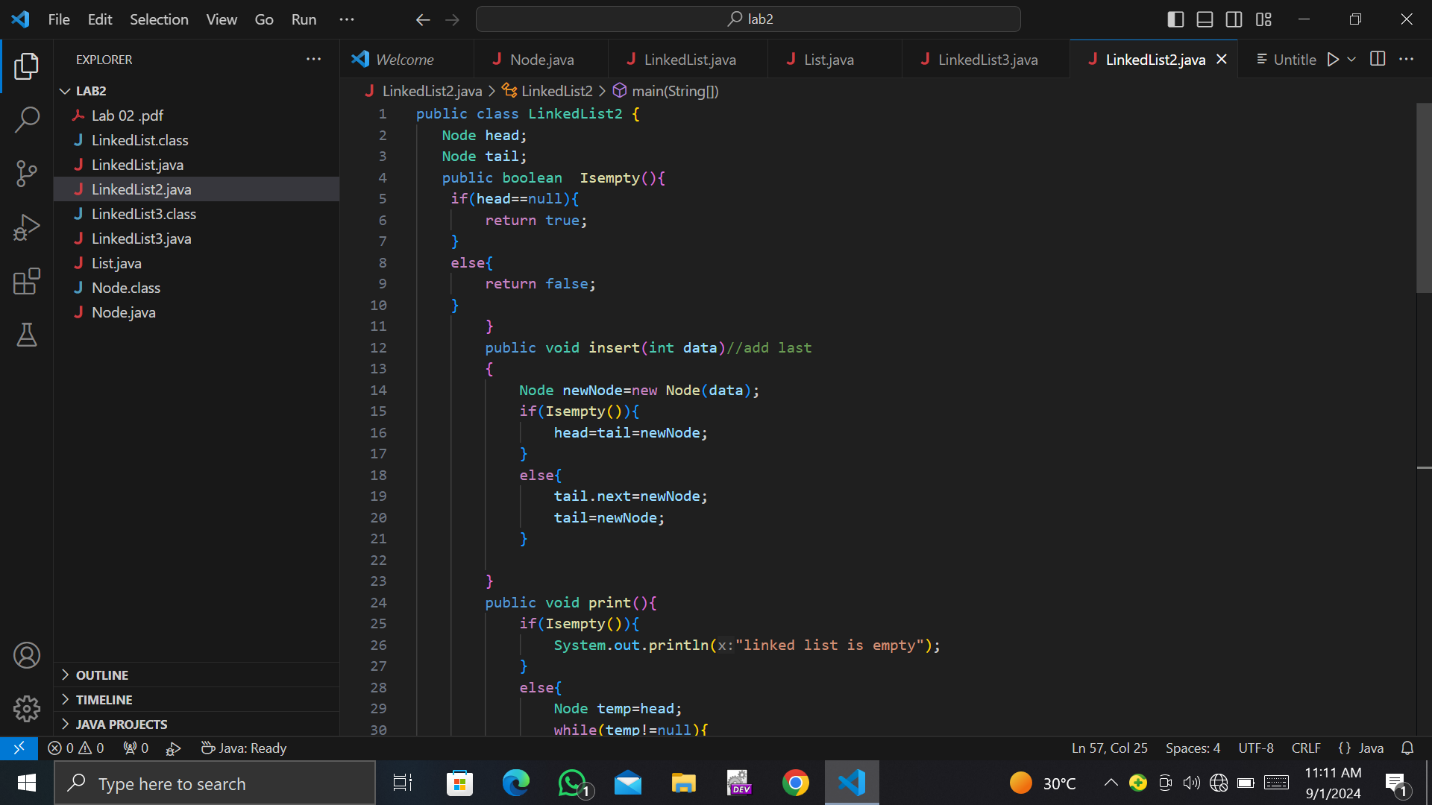 File Edit Selection View Go Run ··· lab2
EXPLORER ···
Welcome Node.java LinkedList.java List.java LinkedList3.java LinkedList2.java Untitle ···
LAB2
Lab 02 .pdf
LinkedList.class
LinkedList.java
LinkedList2.java
LinkedList3.class
LinkedList3.java
List.java
Node.class
Node.java
OUTLINE
TIMELINE
JAVA PROJECTS
LinkedList2.java > LinkedList2 > main(String[])
1 public class LinkedList2 {
2 Node head;
3 Node tail;
4 public boolean  Isempty(){
5 if(head==null){
6 return true;
7 }
8 else{
9 return false;
10 }
11 }
12 public void insert(int data)//add last
13 {
14 Node newNode=new Node(data);
15 if(Isempty()){
16 head=tail=newNode;
17 }
18 else{
19 tail.next=newNode;
20 tail=newNode;
21 }
22
23 }
24 public void print(){
25 if(Isempty()){
26 System.out.println(x:"linked list is empty");
27 }
28 else{
29 Node temp=head;
30 while(temp!=null){
0 0 0 Java: Ready Ln 57, Col 25 Spaces: 4 UTF-8 CRLF {} Java
Type here to search 1 DEV 30°C 11:11 AM 1
9/1/2024